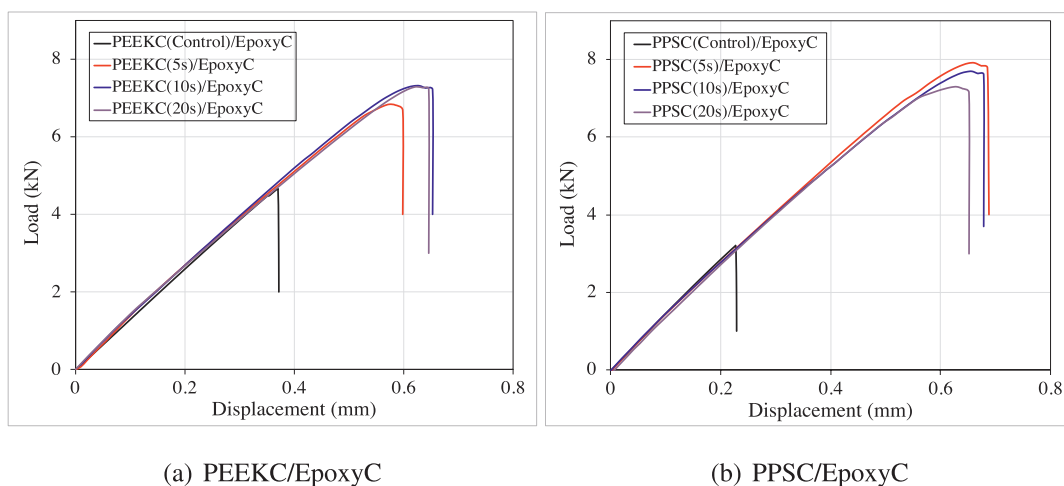 PEEKC(Control)/EpoxyC
PEEKC(5s)/EpoxyC
PEEKC(10s)/EpoxyC
PEEKC(20s)/EpoxyC
Load (kN)
8
6
4
2
0
0
0.2
0.4
0.6
0.8
Displacement (mm)
(a) PEEKC/EpoxyC
PPSC(Control)/EpoxyC
PPSC(5s)/EpoxyC
PPSC(10s)/EpoxyC
PPSC(20s)/EpoxyC
Load (kN)
8
6
4
2
0
0
0.2
0.4
0.6
0.8
Displacement (mm)
(b) PPSC/EpoxyC